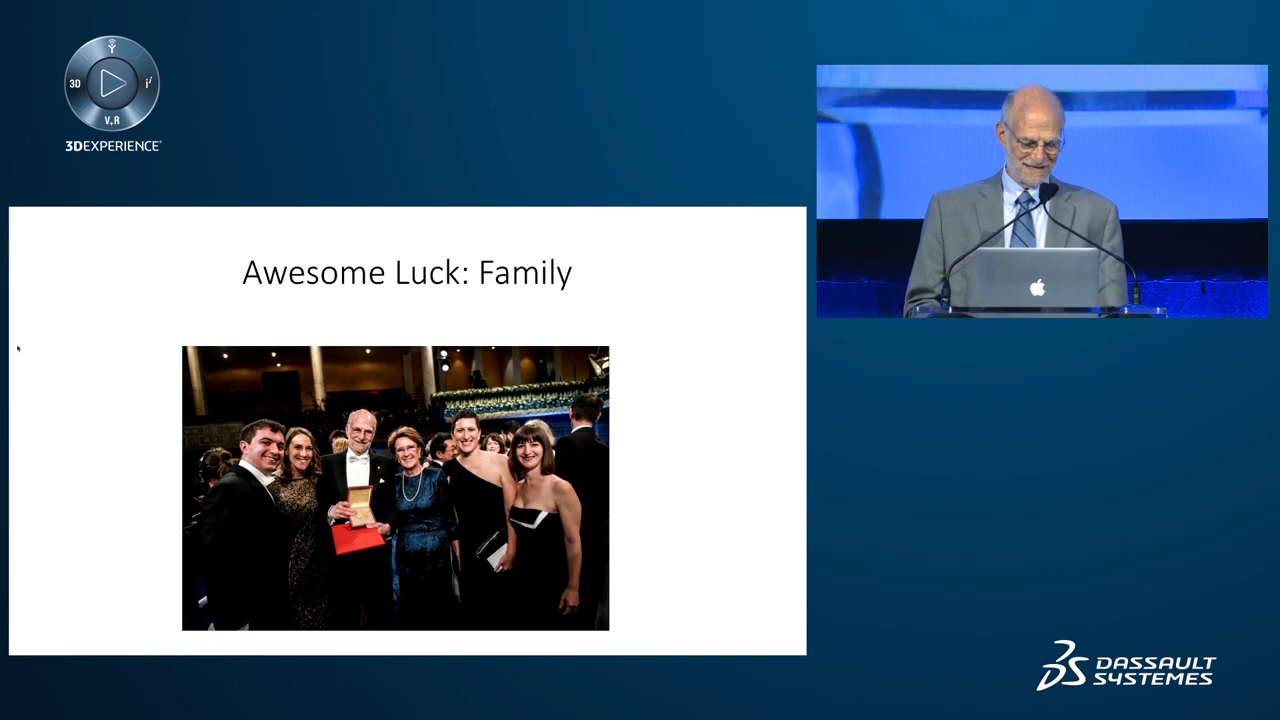 3D
i
V,R
3DEXPERIENCE
Awesome Luck: Family
DASSAULT
SYSTEMES